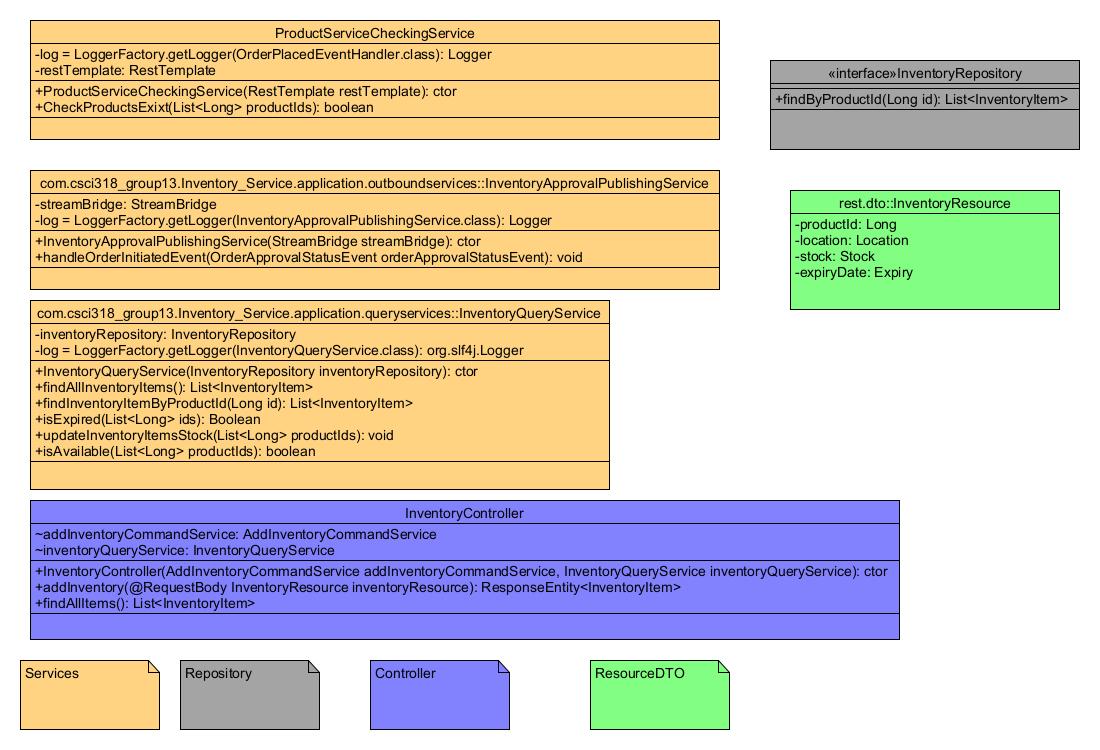 ProductServiceCheckingService
-log = LoggerFactory.getLogger(OrderPlacedEventHandler.class): Logger
-restTemplate: RestTemplate
+ProductServiceCheckingService(RestTemplate restTemplate): ctor
+CheckProductsExixt(List<Long> productIds): boolean
«interface»InventoryRepository
+findByProductId(Long id): List<InventoryItem>
com.csci318_group13.Inventory_Service.application.outboundservices::InventoryApprovalPublishingService
-streamBridge: StreamBridge
-log = LoggerFactory.getLogger(InventoryApprovalPublishingService.class): Logger
+InventoryApprovalPublishingService(StreamBridge streamBridge): ctor
+handleOrderInitiatedEvent(OrderApprovalStatusEvent orderApprovalStatusEvent): void
rest.dto::InventoryResource
-productId: Long
-location: Location
-stock: Stock
-expiryDate: Expiry
com.csci318_group13.Inventory_Service.application.queryservices::InventoryQueryService
-inventoryRepository: InventoryRepository
-log = LoggerFactory.getLogger(InventoryQueryService.class): org.slf4j.Logger
+InventoryQueryService(InventoryRepository inventoryRepository): ctor
+findAllInventoryItems(): List<InventoryItem>
+findInventoryItemByProductId(Long id): List<InventoryItem>
+isExpired(List<Long> ids): Boolean
+updateInventoryItemsStock(List<Long> productIds): void
+isAvailable(List<Long> productIds): boolean
InventoryController
~addInventoryCommandService: AddInventoryCommandService
~inventoryQueryService: InventoryQueryService
+InventoryController(AddInventoryCommandService addInventoryCommandService, InventoryQueryService inventoryQueryService): ctor
+addInventory(@RequestBody InventoryResource inventoryResource): ResponseEntity<InventoryItem>
+findAllItems(): List<InventoryItem>
Services
Repository
Controller
ResourceDTO